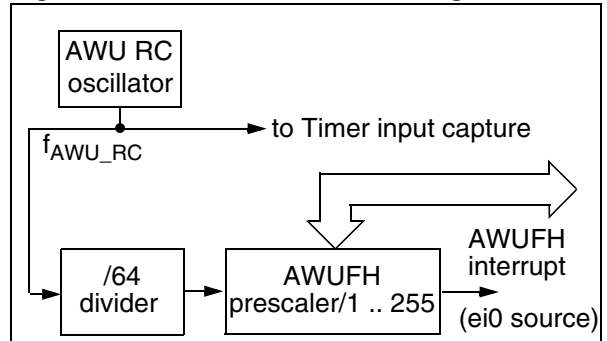 AWU RC
oscillator
to Timer input capture
fAWU_RC
/64
divider
AWUFH
prescaler/1 .. 255
AWUFH
interrupt
(ei0 source)